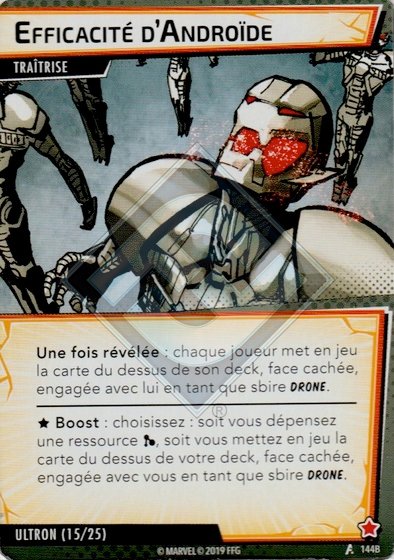 EFFICACITÉ D'ANDROÏDE
TRAÎTRISE
Une fois révélée : chaque joueur met en jeu
la carte du dessus de son deck, face cachée,
engagée avec lui en tant que sbire DRONE.
★ Boost : choisissez : soit vous dépensez
une ressource , soit vous mettez en jeu la
carte du dessus de votre deck, face cachée,
engagée avec vous en tant que sbire DRONE.
®
ULTRON (15/25)
© MARVEL © 2019 FFG
A 144B